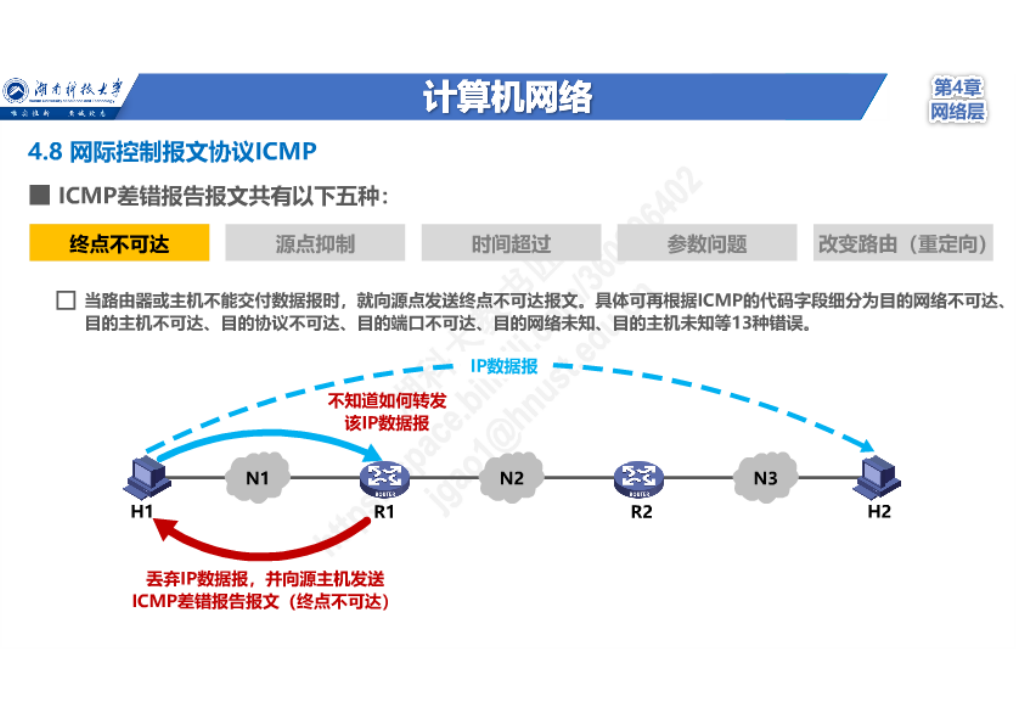 湖南科技大学
计算机网络
第4章
网络层
4.8 网际控制报文协议ICMP
ICMP差错报告报文共有以下五种：
终点不可达
源点抑制
时间超过
参数问题
改变路由（重定向）
当路由器或主机不能交付数据报时，就向源点发送终点不可达报文。具体可再根据ICMP的代码字段细分为目的网络不可达、
目的主机不可达、目的协议不可达、目的端口不可达、目的网络未知、目的主机未知等13种错误。
IP数据报
不知道如何转发
该IP数据报
N1
ROUTER
N2
ROUTER
N3
H1
R1
R2
H2
丢弃IP数据报，并向源主机发送
ICMP差错报告报文（终点不可达）